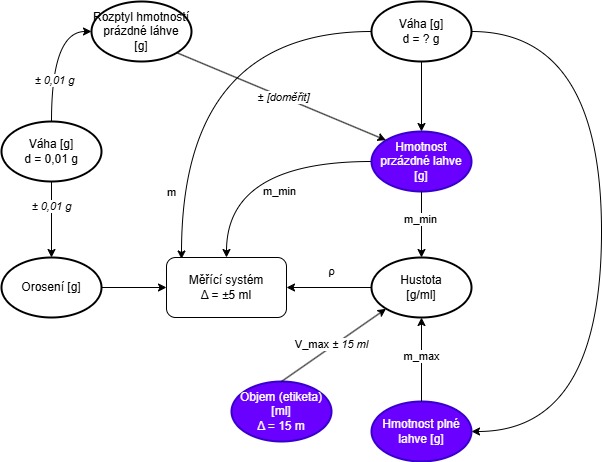 Rozptyl hmotností
prázdné láhve
[g]
Váha [g]
d = ? g
± 0,01 g
± [doměřit]
Váha [g]
d = 0,01 g
Hmotnost
przázdné lahve
[g]
m
m_min
± 0,01 g
m_min
Orosení [g]
Měřící systém
Δ = ±5 ml
ρ
Hustota
[g/ml]
V_max ± 15 ml
m_max
Objem (etiketa)
[ml]
Δ = 15 m
Hmotnost plné
lahve [g]